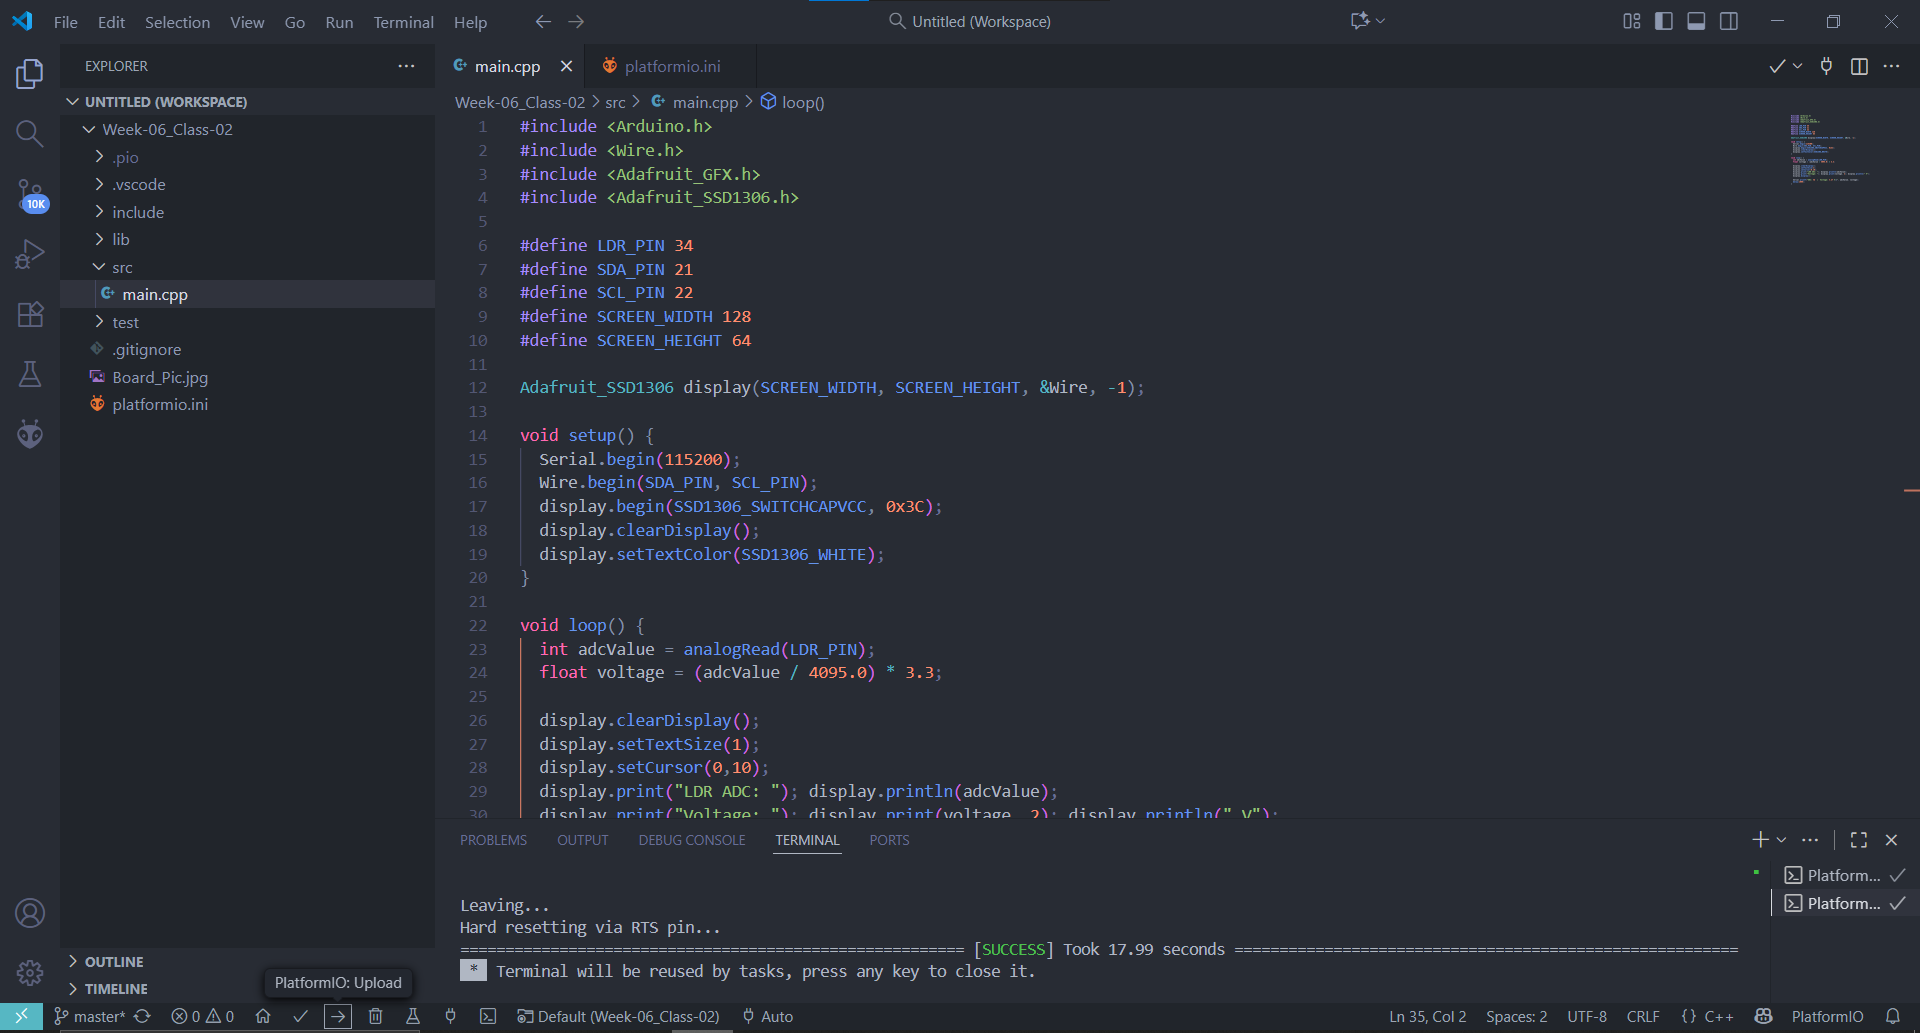 File Edit Selection View Go Run Terminal Help
Untitled (Workspace)
EXPLORER
UNTITLED (WORKSPACE)
Week-06_Class-02
.pio
.vscode
include
lib
src
main.cpp
test
.gitignore
Board_Pic.jpg
platformio.ini
10K
OUTLINE
TIMELINE
main.cpp
platformio.ini
Week-06_Class-02 > src > main.cpp > loop()
1 #include <Arduino.h>
2 #include <Wire.h>
3 #include <Adafruit_GFX.h>
4 #include <Adafruit_SSD1306.h>
5
6 #define LDR_PIN 34
7 #define SDA_PIN 21
8 #define SCL_PIN 22
9 #define SCREEN_WIDTH 128
10 #define SCREEN_HEIGHT 64
11
12 Adafruit_SSD1306 display(SCREEN_WIDTH, SCREEN_HEIGHT, &Wire, -1);
13
14 void setup() {
15 Serial.begin(115200);
16 Wire.begin(SDA_PIN, SCL_PIN);
17 display.begin(SSD1306_SWITCHCAPVCC, 0x3C);
18 display.clearDisplay();
19 display.setTextColor(SSD1306_WHITE);
20 }
21
22 void loop() {
23 int adcValue = analogRead(LDR_PIN);
24 float voltage = (adcValue / 4095.0) * 3.3;
25
26 display.clearDisplay();
27 display.setTextSize(1);
28 display.setCursor(0,10);
29 display.print("LDR ADC: "); display.println(adcValue);
30 display.print("Voltage: "); display.print(voltage, 2); display.println(" V");
PROBLEMS OUTPUT DEBUG CONSOLE TERMINAL PORTS
Leaving...
Hard resetting via RTS pin...
======================================================== [SUCCESS] Took 17.99 seconds ========================================================
* Terminal will be reused by tasks, press any key to close it.
Platform...
Platform...
PlatformIO: Upload
master* 0 0 Default (Week-06_Class-02) Auto Ln 35, Col 2 Spaces: 2 UTF-8 CRLF {} C++ PlatformIO